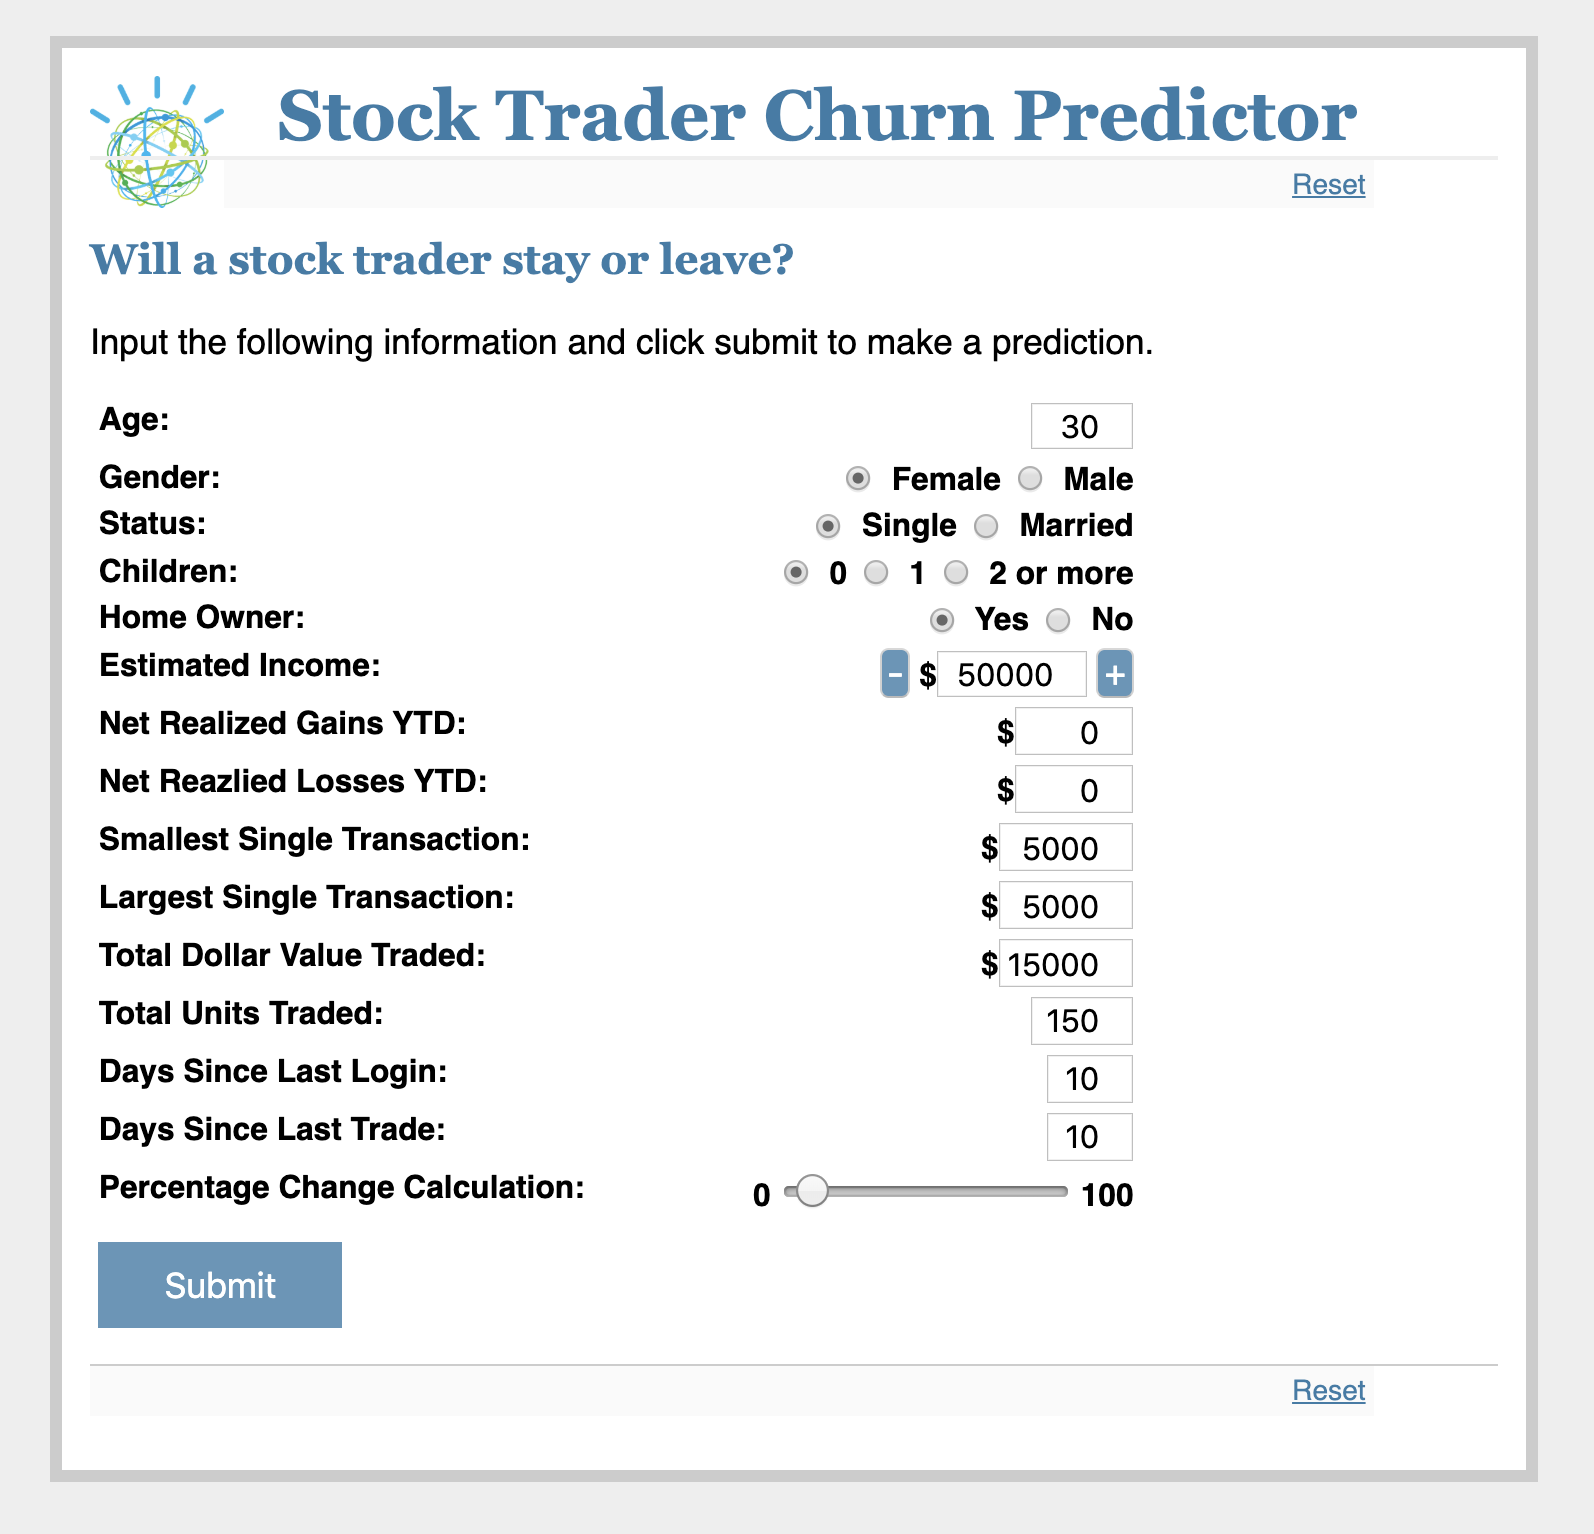 Stock Trader Churn Predictor
Reset
Will a stock trader stay or leave?
Input the following information and click submit to make a prediction.
Age: 30
Gender: Female Male
Status: Single Married
Children: 0 1 2 or more
Home Owner: Yes No
Estimated Income: - $ 50000 +
Net Realized Gains YTD: $ 0
Net Reazlied Losses YTD: $ 0
Smallest Single Transaction: $ 5000
Largest Single Transaction: $ 5000
Total Dollar Value Traded: $ 15000
Total Units Traded: 150
Days Since Last Login: 10
Days Since Last Trade: 10
Percentage Change Calculation: 0 100
Submit
Reset